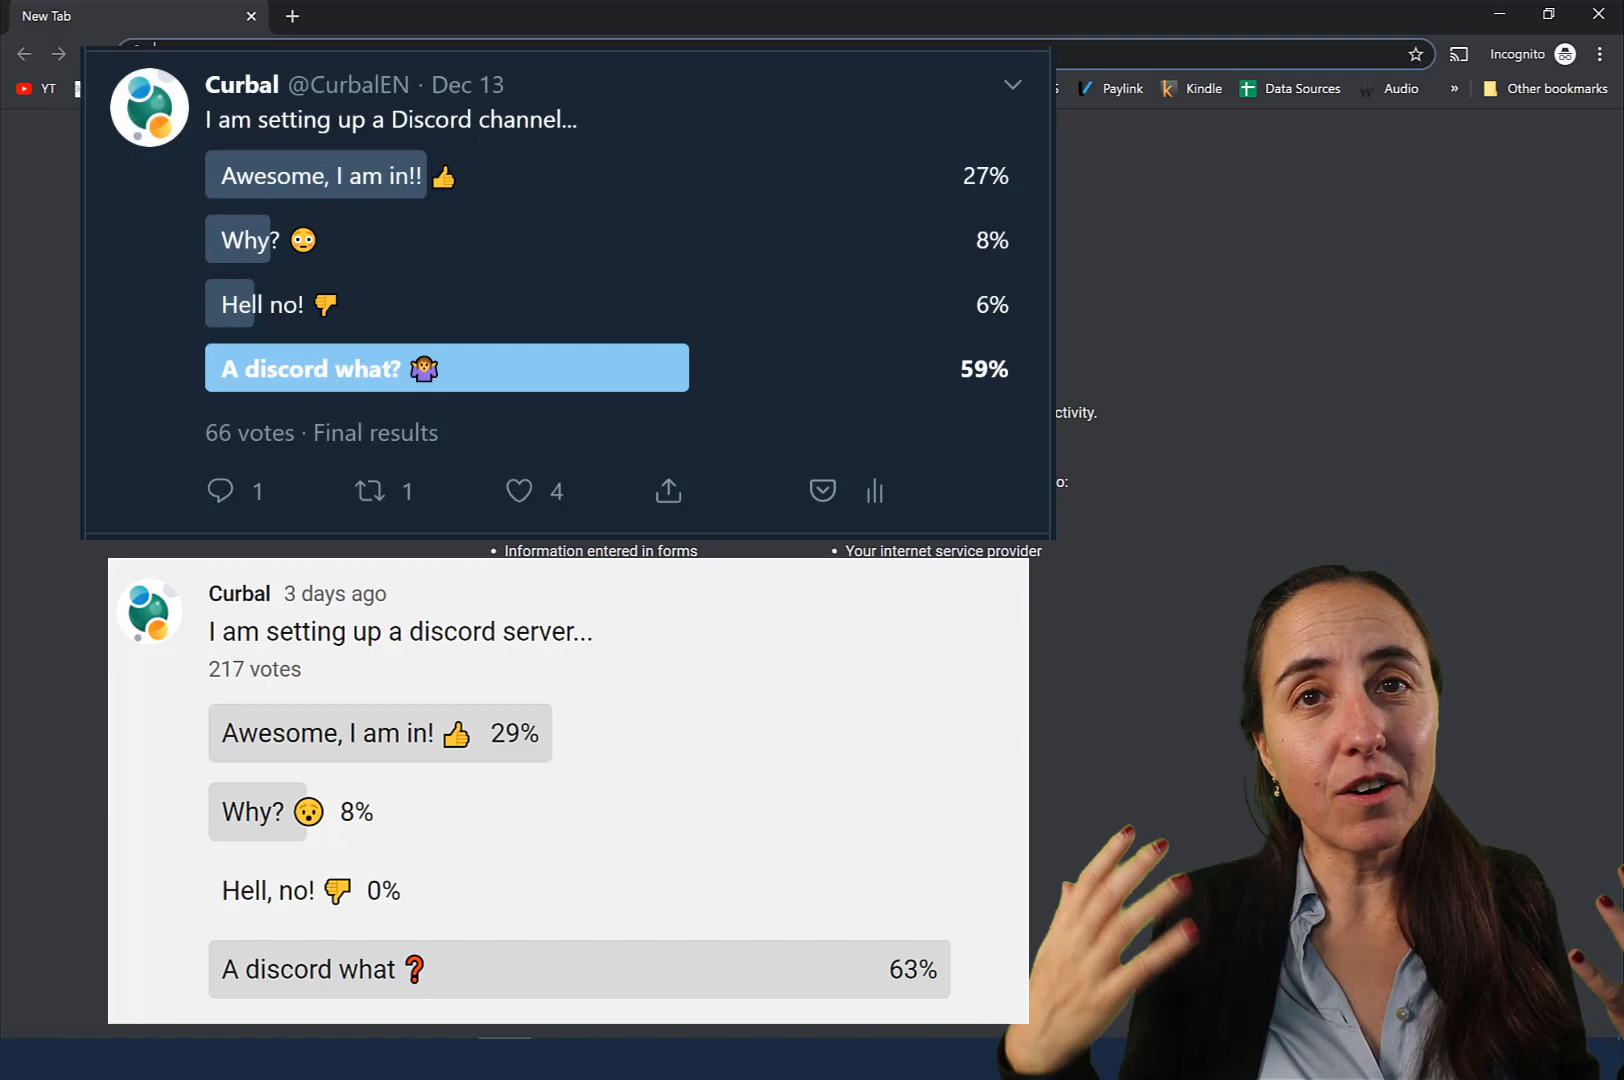 New Tab
Incognito
YT
Paylink
Kindle
Data Sources
Audio
»
Other bookmarks
Curbal @CurbalEN · Dec 13
I am setting up a Discord channel...
Awesome, I am in!! 👍 27%
Why? 😳 8%
Hell no! 👎 6%
A discord what? 🤷‍♀️ 59%
66 votes · Final results
1 1 4
ctivity.
o:
• Information entered in forms
• Your internet service provider
Curbal 3 days ago
I am setting up a discord server...
217 votes
Awesome, I am in! 👍 29%
Why? 😯 8%
Hell, no! 👎 0%
A discord what ❓ 63%